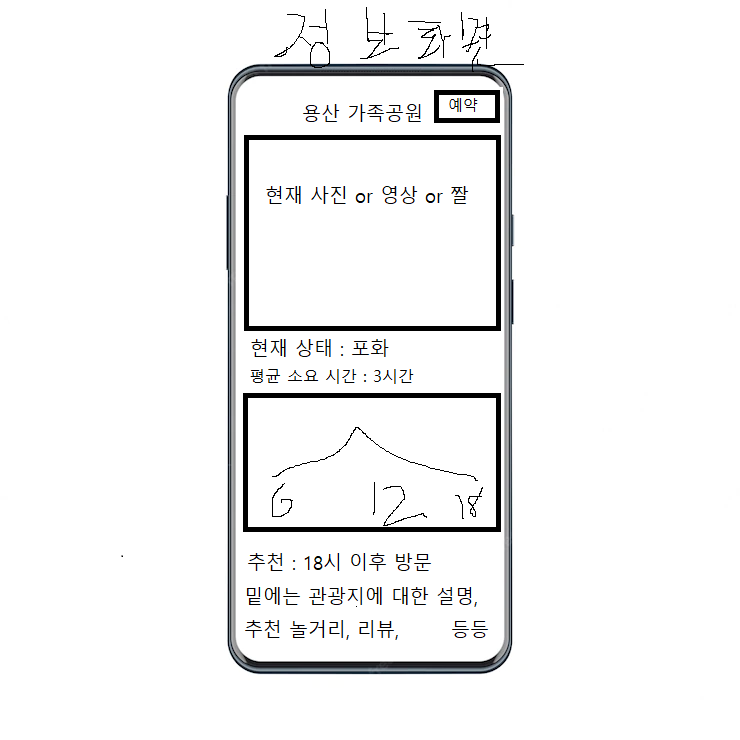 정보화면
용산 가족공원 예약
현재 사진 or 영상 or 짤
현재 상태 : 포화
평균 소요 시간 : 3시간
6 12 18
추천 : 18시 이후 방문
밑에는 관광지에 대한 설명,
추천 놀거리, 리뷰, 등등